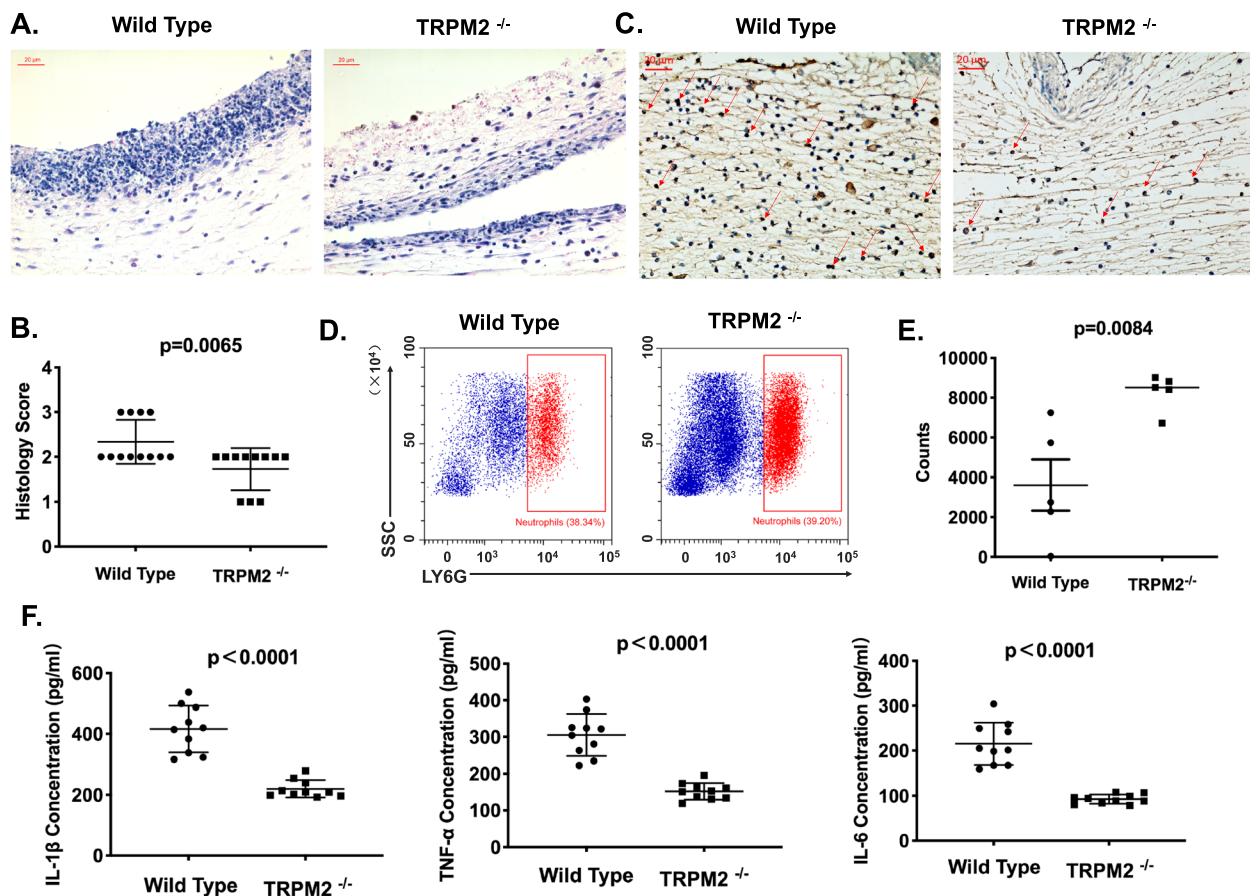 A.
Wild Type
TRPM2 -/-
20 μm
20 μm
C.
Wild Type
TRPM2 -/-
20 μm
20 μm
B.
p=0.0065
Histology Score
4
3
2
1
0
Wild Type
TRPM2 -/-
D.
Wild Type
TRPM2 -/-
(×10⁴)
SSC
100
50
0
Neutrophils (38.34%)
0
10³
10⁴
10⁵
100
50
0
Neutrophils (39.20%)
0
10³
10⁴
10⁵
LY6G
E.
p=0.0084
Counts
10000
8000
6000
4000
2000
0
Wild Type
TRPM2-/-
F.
p<0.0001
IL-1β Concentration (pg/ml)
600
400
200
0
Wild Type
TRPM2 -/-
p<0.0001
TNF-α Concentration (pg/ml)
500
400
300
200
100
0
Wild Type
TRPM2 -/-
p<0.0001
IL-6 Concentration (pg/ml)
400
300
200
100
0
Wild Type
TRPM2 -/-